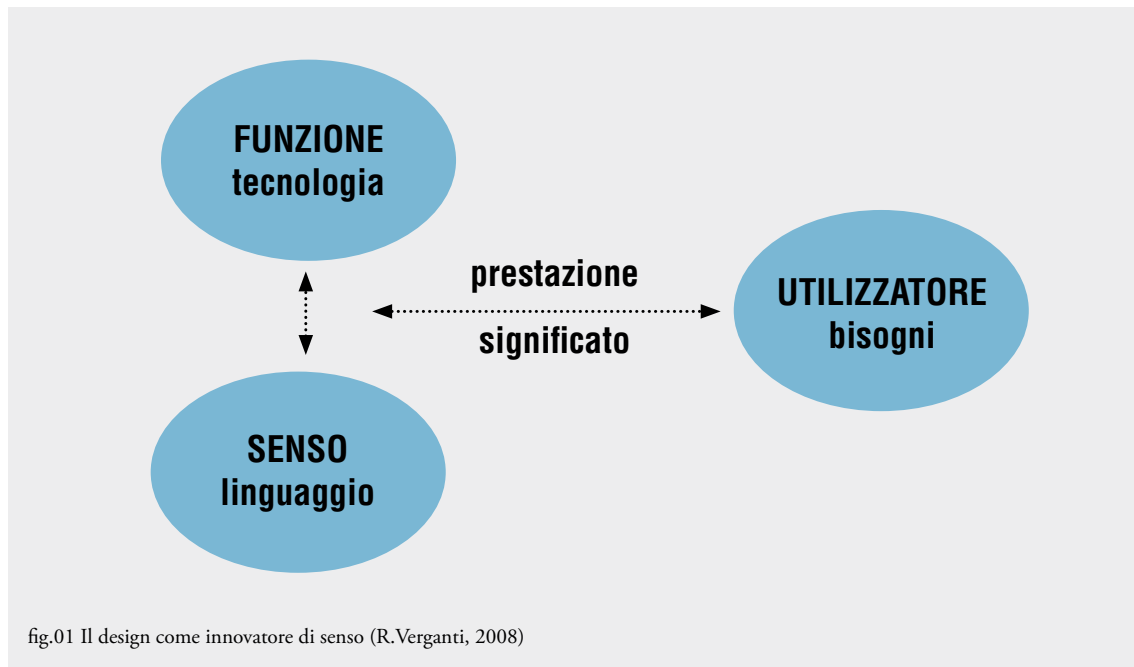 FUNZIONE
tecnologia
prestazione
significato
UTILIZZATORE
bisogni
SENSO
linguaggio
fig.01 Il design come innovatore di senso (R.Verganti, 2008)